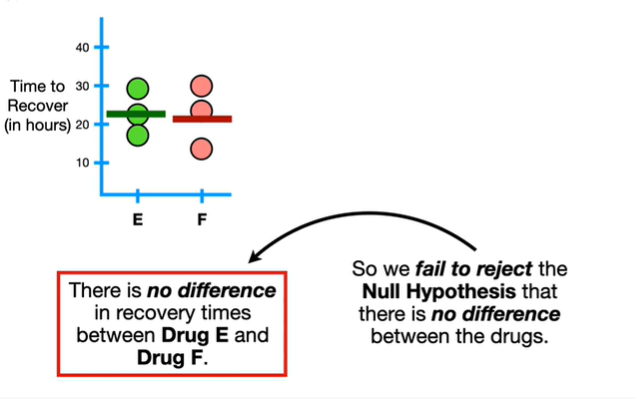 40
Time to 30
Recover
(in hours) 20
10
E F
There is no difference
in recovery times
between Drug E and
Drug F.
So we fail to reject the
Null Hypothesis that
there is no difference
between the drugs.